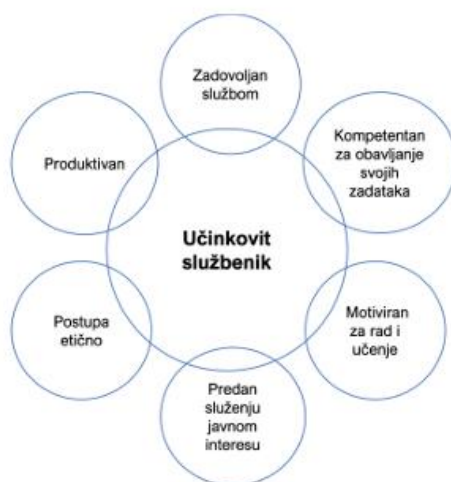 Zadovoljan
službom
Kompetentan
za obavljanje
svojih
zadataka
Produktivan
Učinkovit
službenik
Postupa
etično
Motiviran
za rad i
učenje
Predan
služenju
javnom
interesu